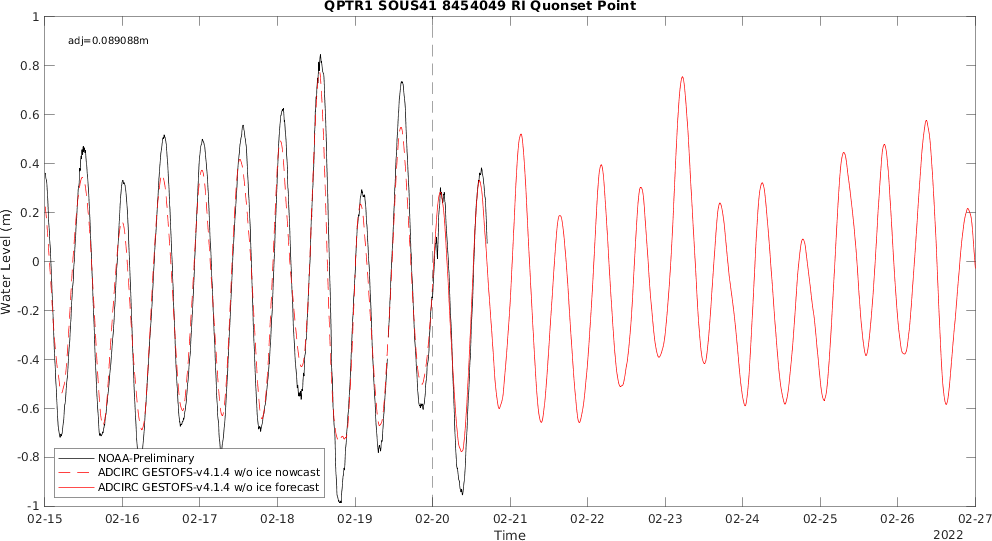 QPTR1 SOUS41 8454049 RI Quonset Point
adj=0.089088m
1
0.8
0.6
0.4
0.2
0
-0.2
-0.4
-0.6
-0.8
-1
Water Level (m)
NOAA-Preliminary
ADCIRC GESTOFS-v4.1.4 w/o ice nowcast
ADCIRC GESTOFS-v4.1.4 w/o ice forecast
02-15 02-16 02-17 02-18 02-19 02-20 02-21 02-22 02-23 02-24 02-25 02-26 02-27
Time
2022